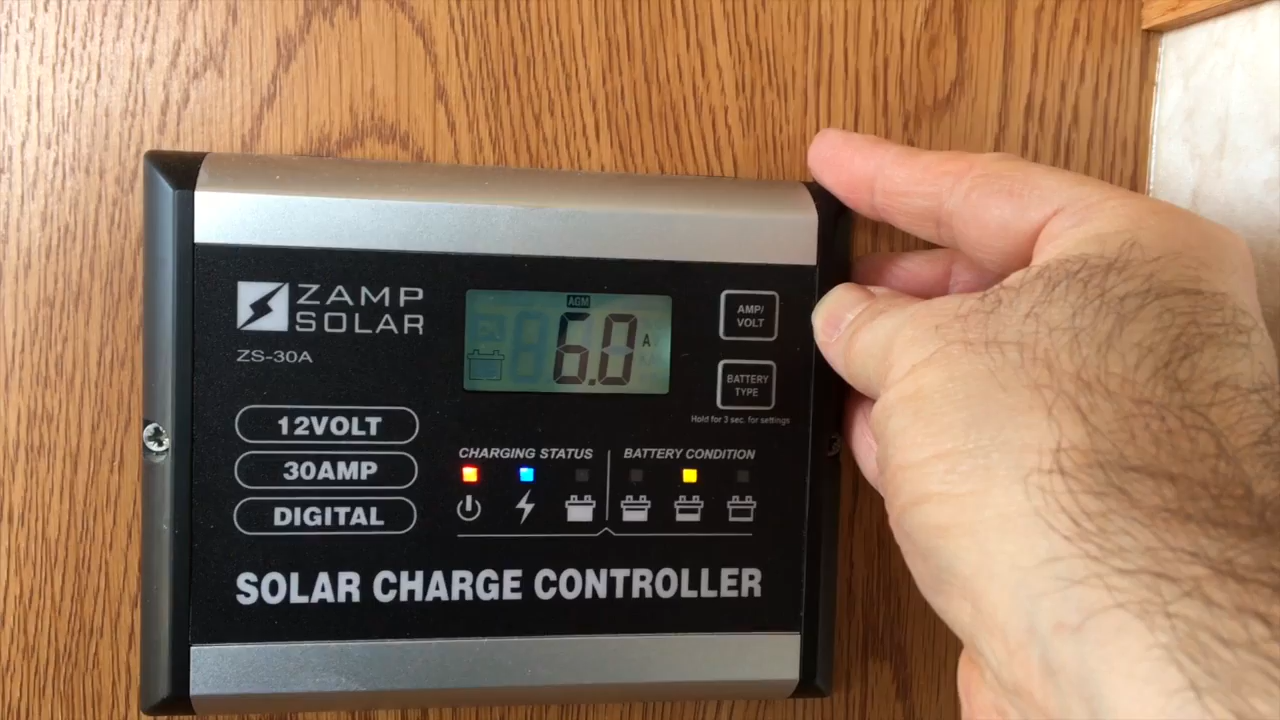 ZAMP
SOLAR
ZS-30A
AGM
6.0 A
AMP/
VOLT
BATTERY
TYPE
Hold for 3 sec. for settings
12VOLT
30AMP
DIGITAL
CHARGING STATUS
BATTERY CONDITION
SOLAR CHARGE CONTROLLER